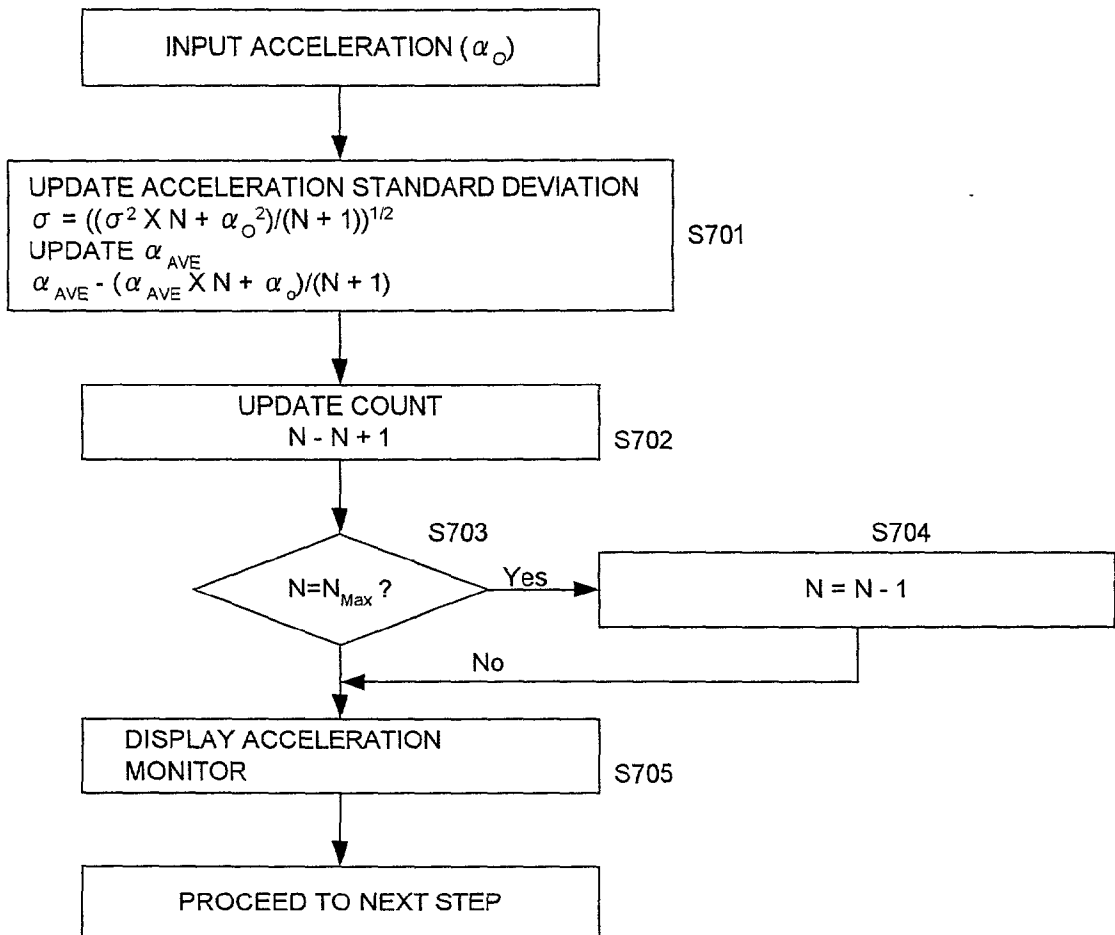 INPUT ACCELERATION (α_O)
UPDATE ACCELERATION STANDARD DEVIATION
σ = ((σ² X N + α_O²)/(N + 1))^1/2
UPDATE α_AVE
α_AVE - (α_AVE X N + α_o)/(N + 1)
S701
UPDATE COUNT
N - N + 1
S702
S703
N=N_Max ?
Yes
S704
N = N - 1
No
DISPLAY ACCELERATION
MONITOR
S705
PROCEED TO NEXT STEP